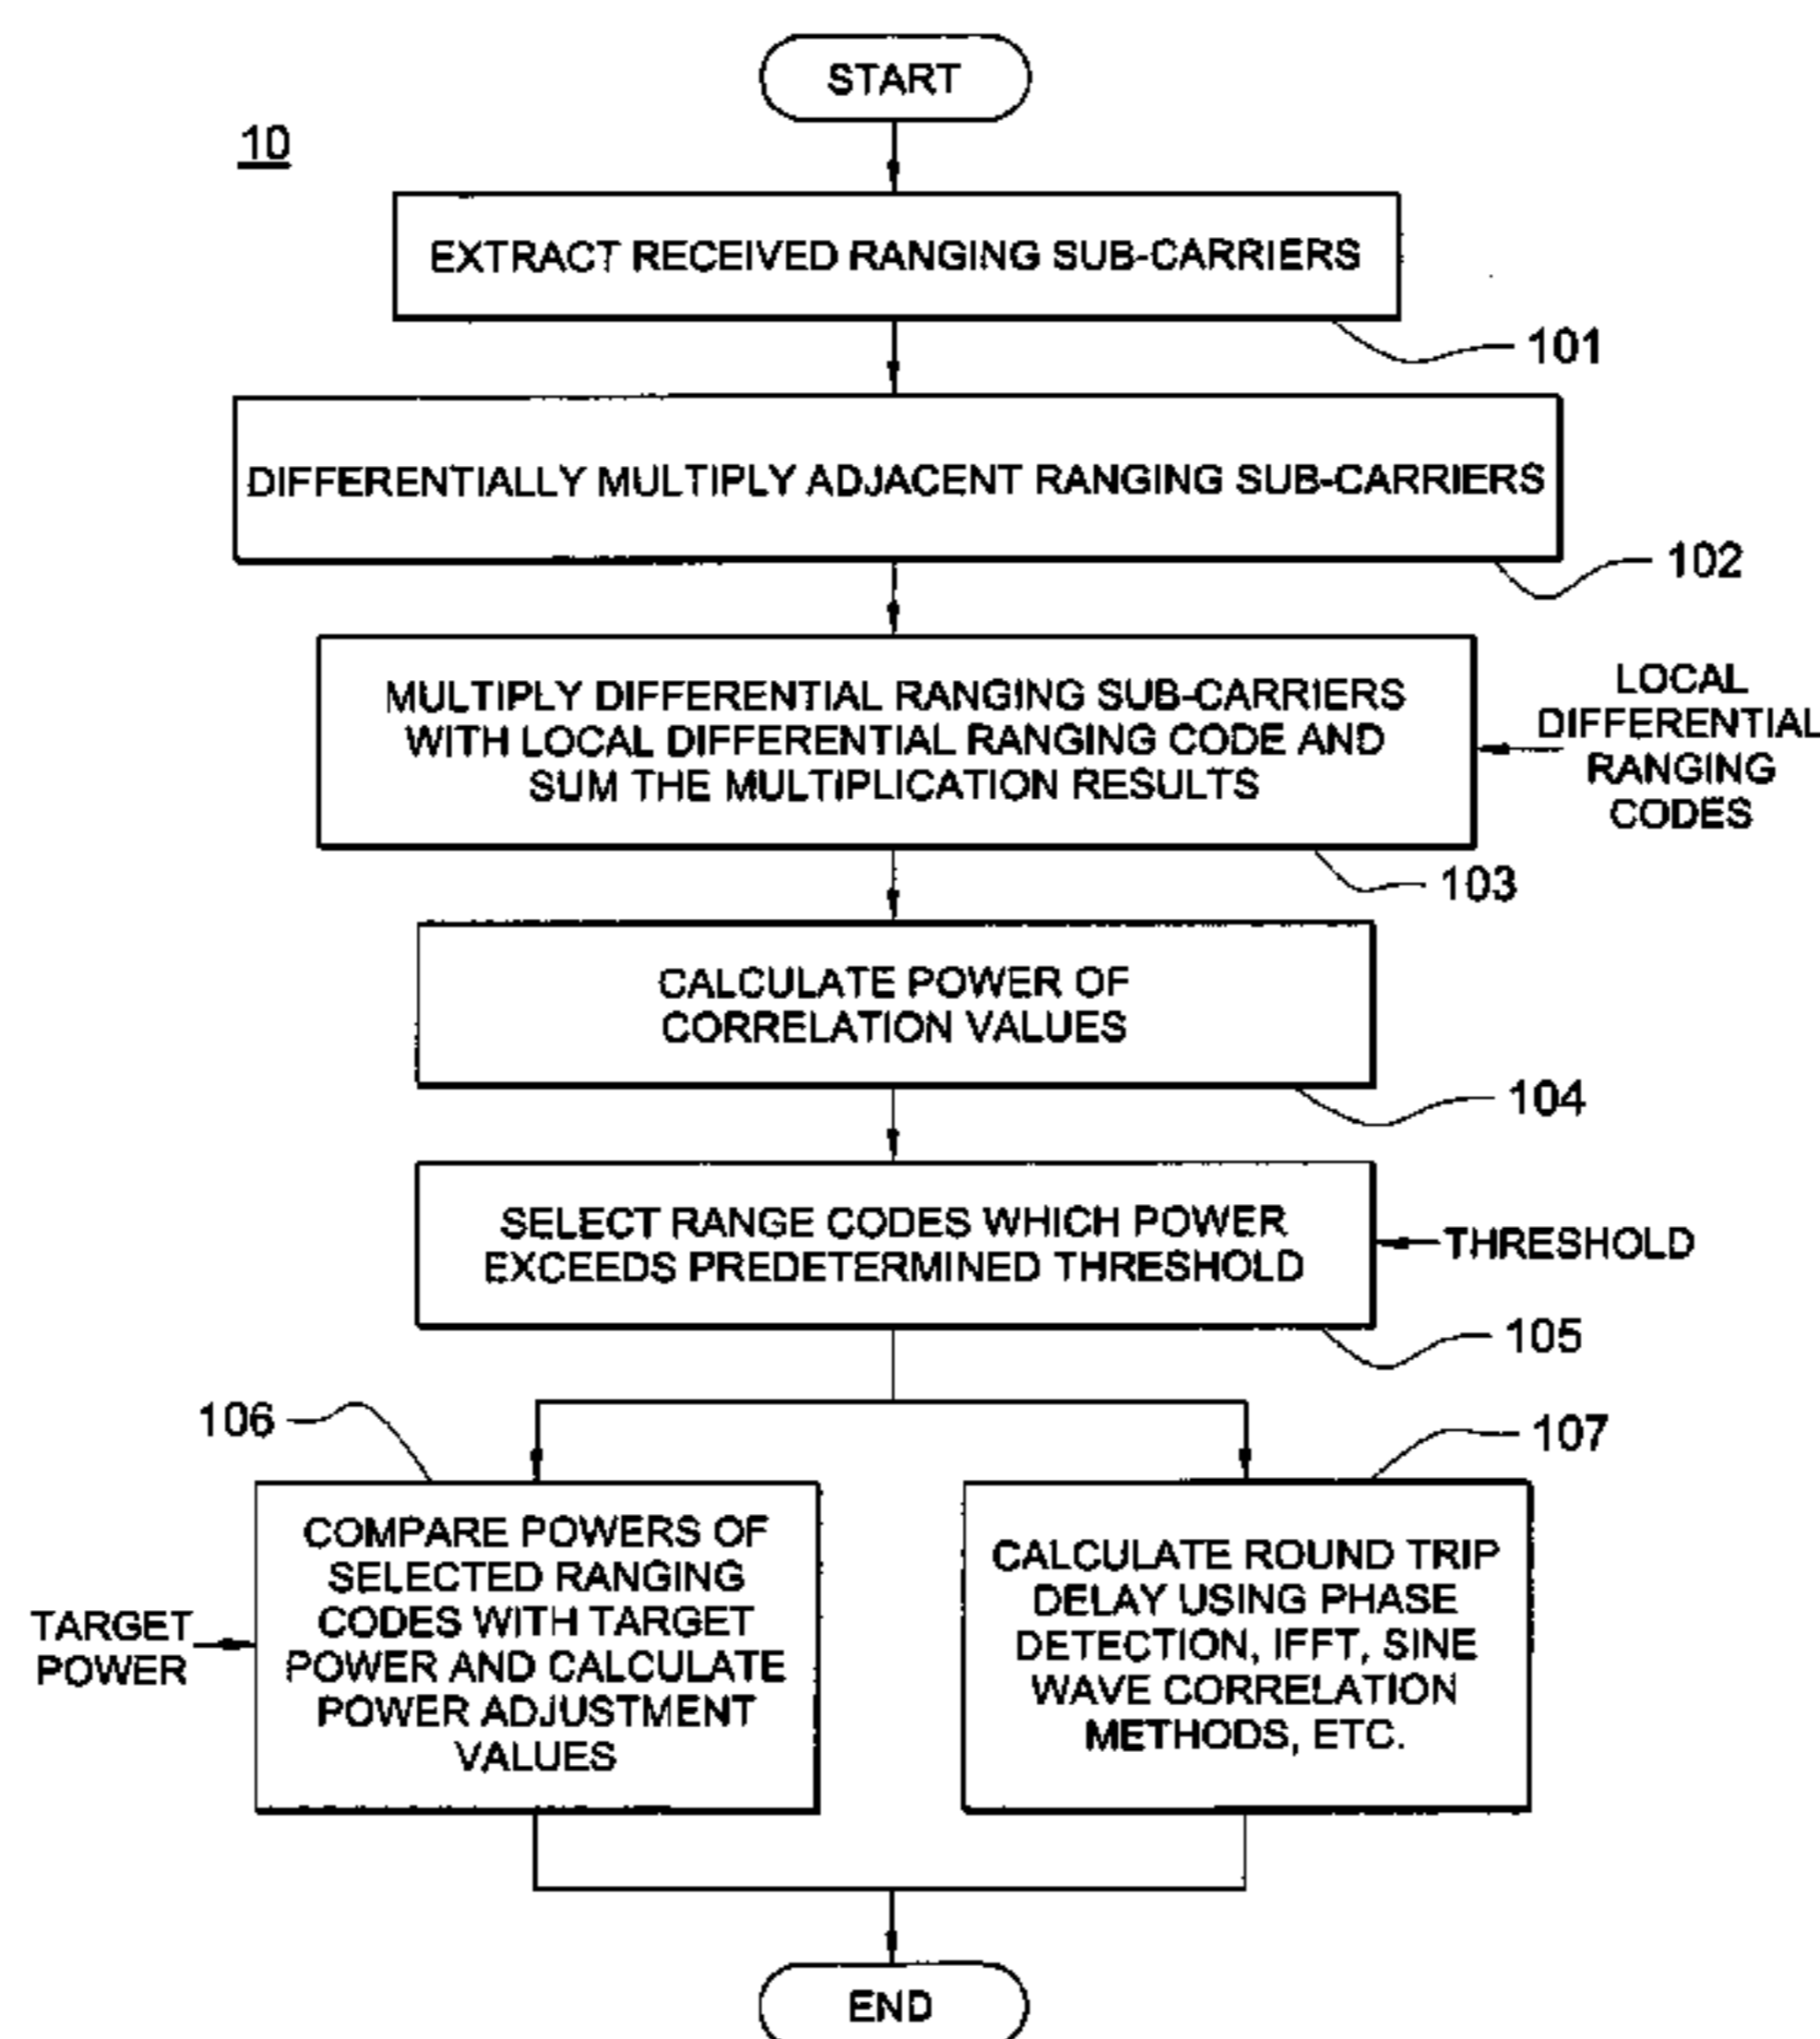 START
10
EXTRACT RECEIVED RANGING SUB-CARRIERS
101
DIFFERENTIALLY MULTIPLY ADJACENT RANGING SUB-CARRIERS
102
MULTIPLY DIFFERENTIAL RANGING SUB-CARRIERS
WITH LOCAL DIFFERENTIAL RANGING CODE AND
SUM THE MULTIPLICATION RESULTS
LOCAL
DIFFERENTIAL
RANGING
CODES
103
CALCULATE POWER OF
CORRELATION VALUES
104
SELECT RANGE CODES WHICH POWER
EXCEEDS PREDETERMINED THRESHOLD
THRESHOLD
105
106
107
COMPARE POWERS OF
SELECTED RANGING
CODES WITH TARGET
POWER AND CALCULATE
POWER ADJUSTMENT
VALUES
TARGET
POWER
CALCULATE ROUND TRIP
DELAY USING PHASE
DETECTION, IFFT, SINE
WAVE CORRELATION
METHODS, ETC.
END